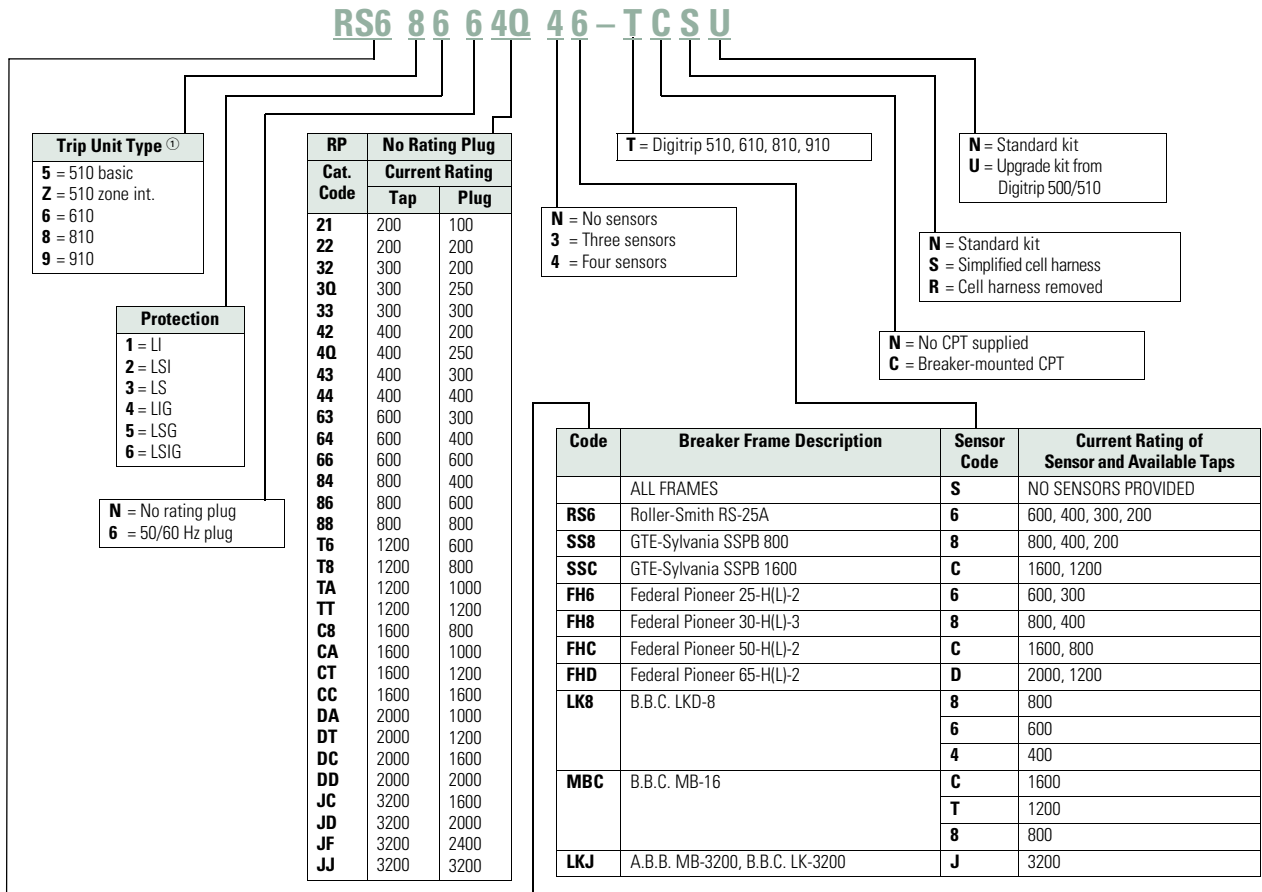 RS6 8 6 6 4Q 4 6 – T C S U
Trip Unit Type ①
5 = 510 basic
Z = 510 zone int.
6 = 610
8 = 810
9 = 910
Protection
1 = LI
2 = LSI
3 = LS
4 = LIG
5 = LSG
6 = LSIG
N = No rating plug
6 = 50/60 Hz plug
RP No Rating Plug
Cat. Code Current Rating
Tap Plug
21 200 100
22 200 200
32 300 200
3Q 300 250
33 300 300
42 400 200
4Q 400 250
43 400 300
44 400 400
63 600 300
64 600 400
66 600 600
84 800 400
86 800 600
88 800 800
T6 1200 600
T8 1200 800
TA 1200 1000
TT 1200 1200
C8 1600 800
CA 1600 1000
CT 1600 1200
CC 1600 1600
DA 2000 1000
DT 2000 1200
DC 2000 1600
DD 2000 2000
JC 3200 1600
JD 3200 2000
JF 3200 2400
JJ 3200 3200
T = Digitrip 510, 610, 810, 910
N = No sensors
3 = Three sensors
4 = Four sensors
N = Standard kit
U = Upgrade kit from
Digitrip 500/510
N = Standard kit
S = Simplified cell harness
R = Cell harness removed
N = No CPT supplied
C = Breaker-mounted CPT
Code Breaker Frame Description Sensor Code Current Rating of Sensor and Available Taps
ALL FRAMES S NO SENSORS PROVIDED
RS6 Roller-Smith RS-25A 6 600, 400, 300, 200
SS8 GTE-Sylvania SSPB 800 8 800, 400, 200
SSC GTE-Sylvania SSPB 1600 C 1600, 1200
FH6 Federal Pioneer 25-H(L)-2 6 600, 300
FH8 Federal Pioneer 30-H(L)-3 8 800, 400
FHC Federal Pioneer 50-H(L)-2 C 1600, 800
FHD Federal Pioneer 65-H(L)-2 D 2000, 1200
LK8 B.B.C. LKD-8 8 800
6 600
4 400
MBC B.B.C. MB-16 C 1600
T 1200
8 800
LKJ A.B.B. MB-3200, B.B.C. LK-3200 J 3200